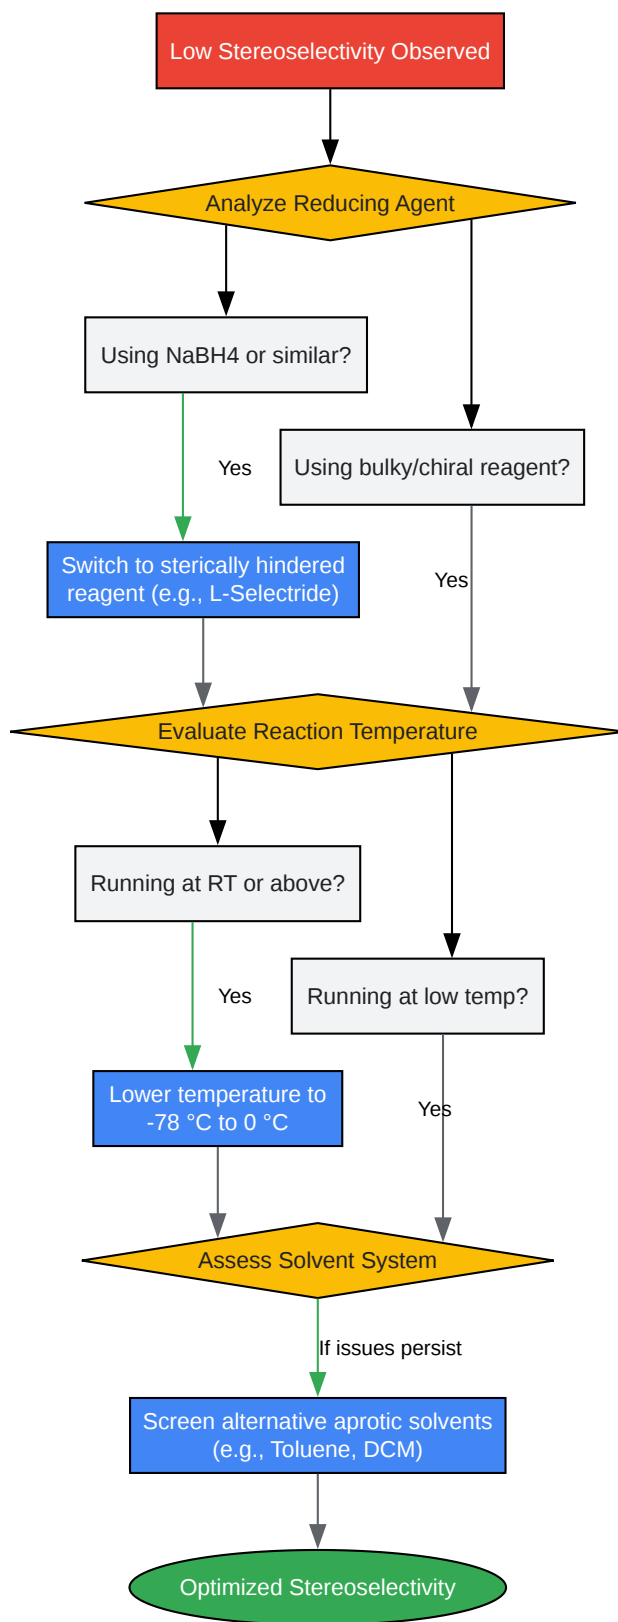 Low Stereoselectivity Observed
Analyze Reducing Agent
Using NaBH4 or similar?
Yes
Using bulky/chiral reagent?
Switch to sterically hindered
reagent (e.g., L-Selectride)
Yes
Evaluate Reaction Temperature
Running at RT or above?
Yes
Running at low temp?
Lower temperature to
-78 °C to 0 °C
Yes
Assess Solvent System
If issues persist
Screen alternative aprotic solvents
(e.g., Toluene, DCM)
Optimized Stereoselectivity